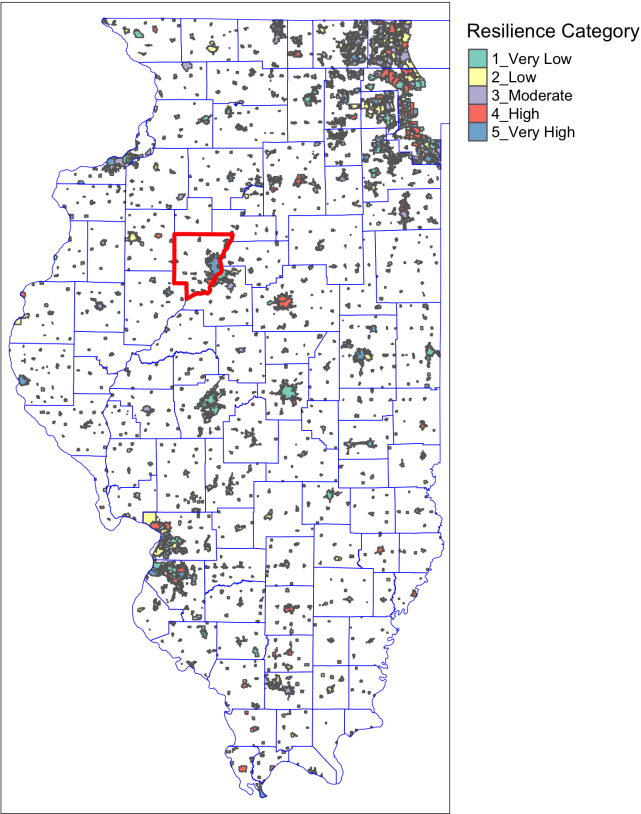 Resilience Category
1_Very Low
2_Low
3_Moderate
4_High
5_Very High